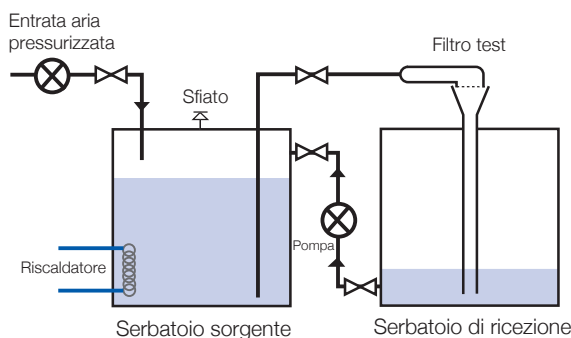 Entrata aria
pressurizzata
Filtro test
Sfiato
Pompa
Riscaldatore
Serbatoio sorgente
Serbatoio di ricezione